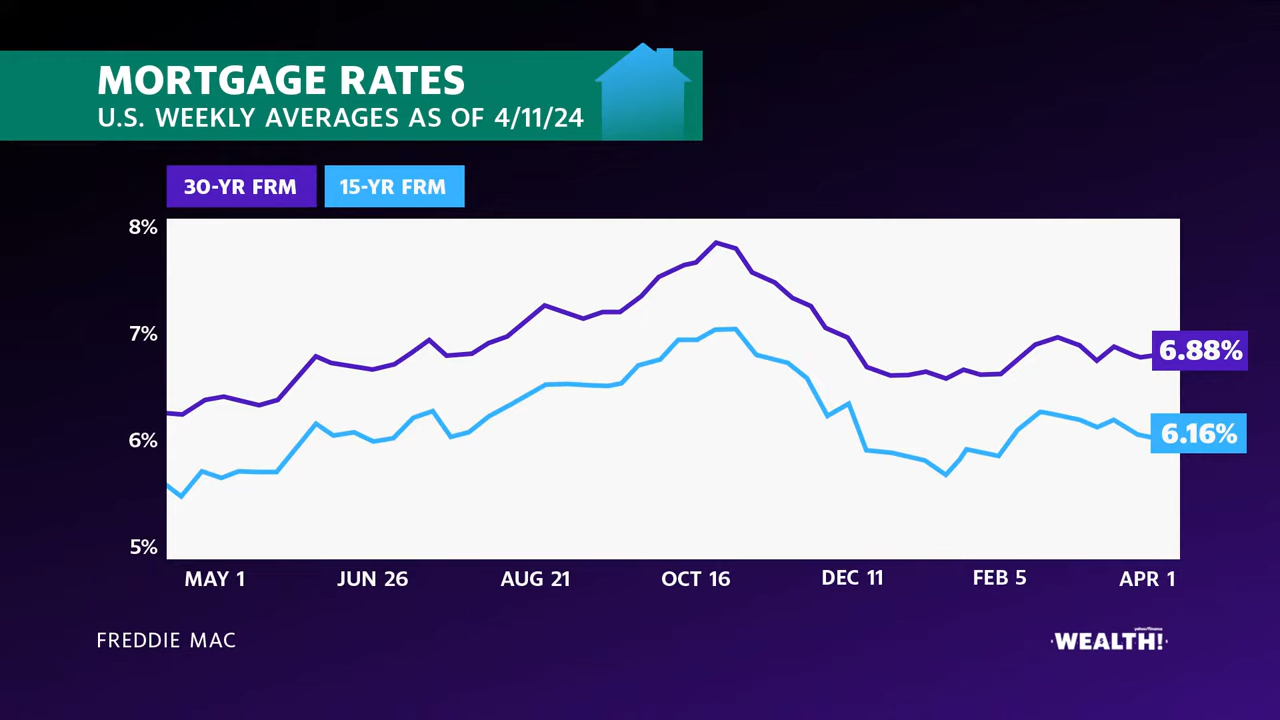 MORTGAGE RATES
U.S. WEEKLY AVERAGES AS OF 4/11/24
30-YR FRM 15-YR FRM
8%
7%
6.88%
6%
6.16%
5%
MAY 1 JUN 26 AUG 21 OCT 16 DEC 11 FEB 5 APR 1
FREDDIE MAC
yahoo!finance
WEALTH!